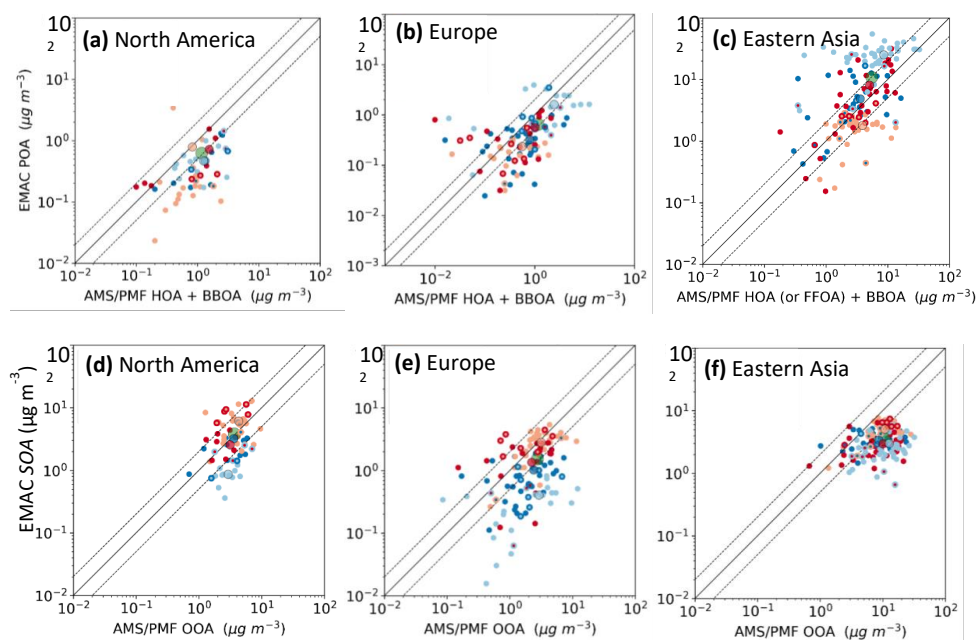 (a) North America
10
2
10¹
10⁰
10⁻¹
10⁻²
EMAC POA (μg m⁻³)
10⁻² 10⁻¹ 10⁰ 10¹ 10²
AMS/PMF HOA + BBOA (μg m⁻³)
(b) Europe
10
2
10¹
10⁰
10⁻¹
10⁻²
10⁻³
10⁻³ 10⁻² 10⁻¹ 10⁰ 10¹ 10²
AMS/PMF HOA + BBOA (μg m⁻³)
(c) Eastern Asia
10
2
10¹
10⁰
10⁻¹
10⁻²
10⁻² 10⁻¹ 10⁰ 10¹ 10²
AMS/PMF HOA (or FFOA) + BBOA (μg m⁻³)
(d) North America
10
2
10¹
10⁰
10⁻¹
10⁻²
EMAC SOA (μg m⁻³)
10⁻² 10⁻¹ 10⁰ 10¹ 10²
AMS/PMF OOA (μg m⁻³)
(e) Europe
10
2
10¹
10⁰
10⁻¹
10⁻²
10⁻² 10⁻¹ 10⁰ 10¹ 10²
AMS/PMF OOA (μg m⁻³)
(f) Eastern Asia
10
2
10¹
10⁰
10⁻¹
10⁻²
10⁻² 10⁻¹ 10⁰ 10¹ 10²
AMS/PMF OOA (μg m⁻³)